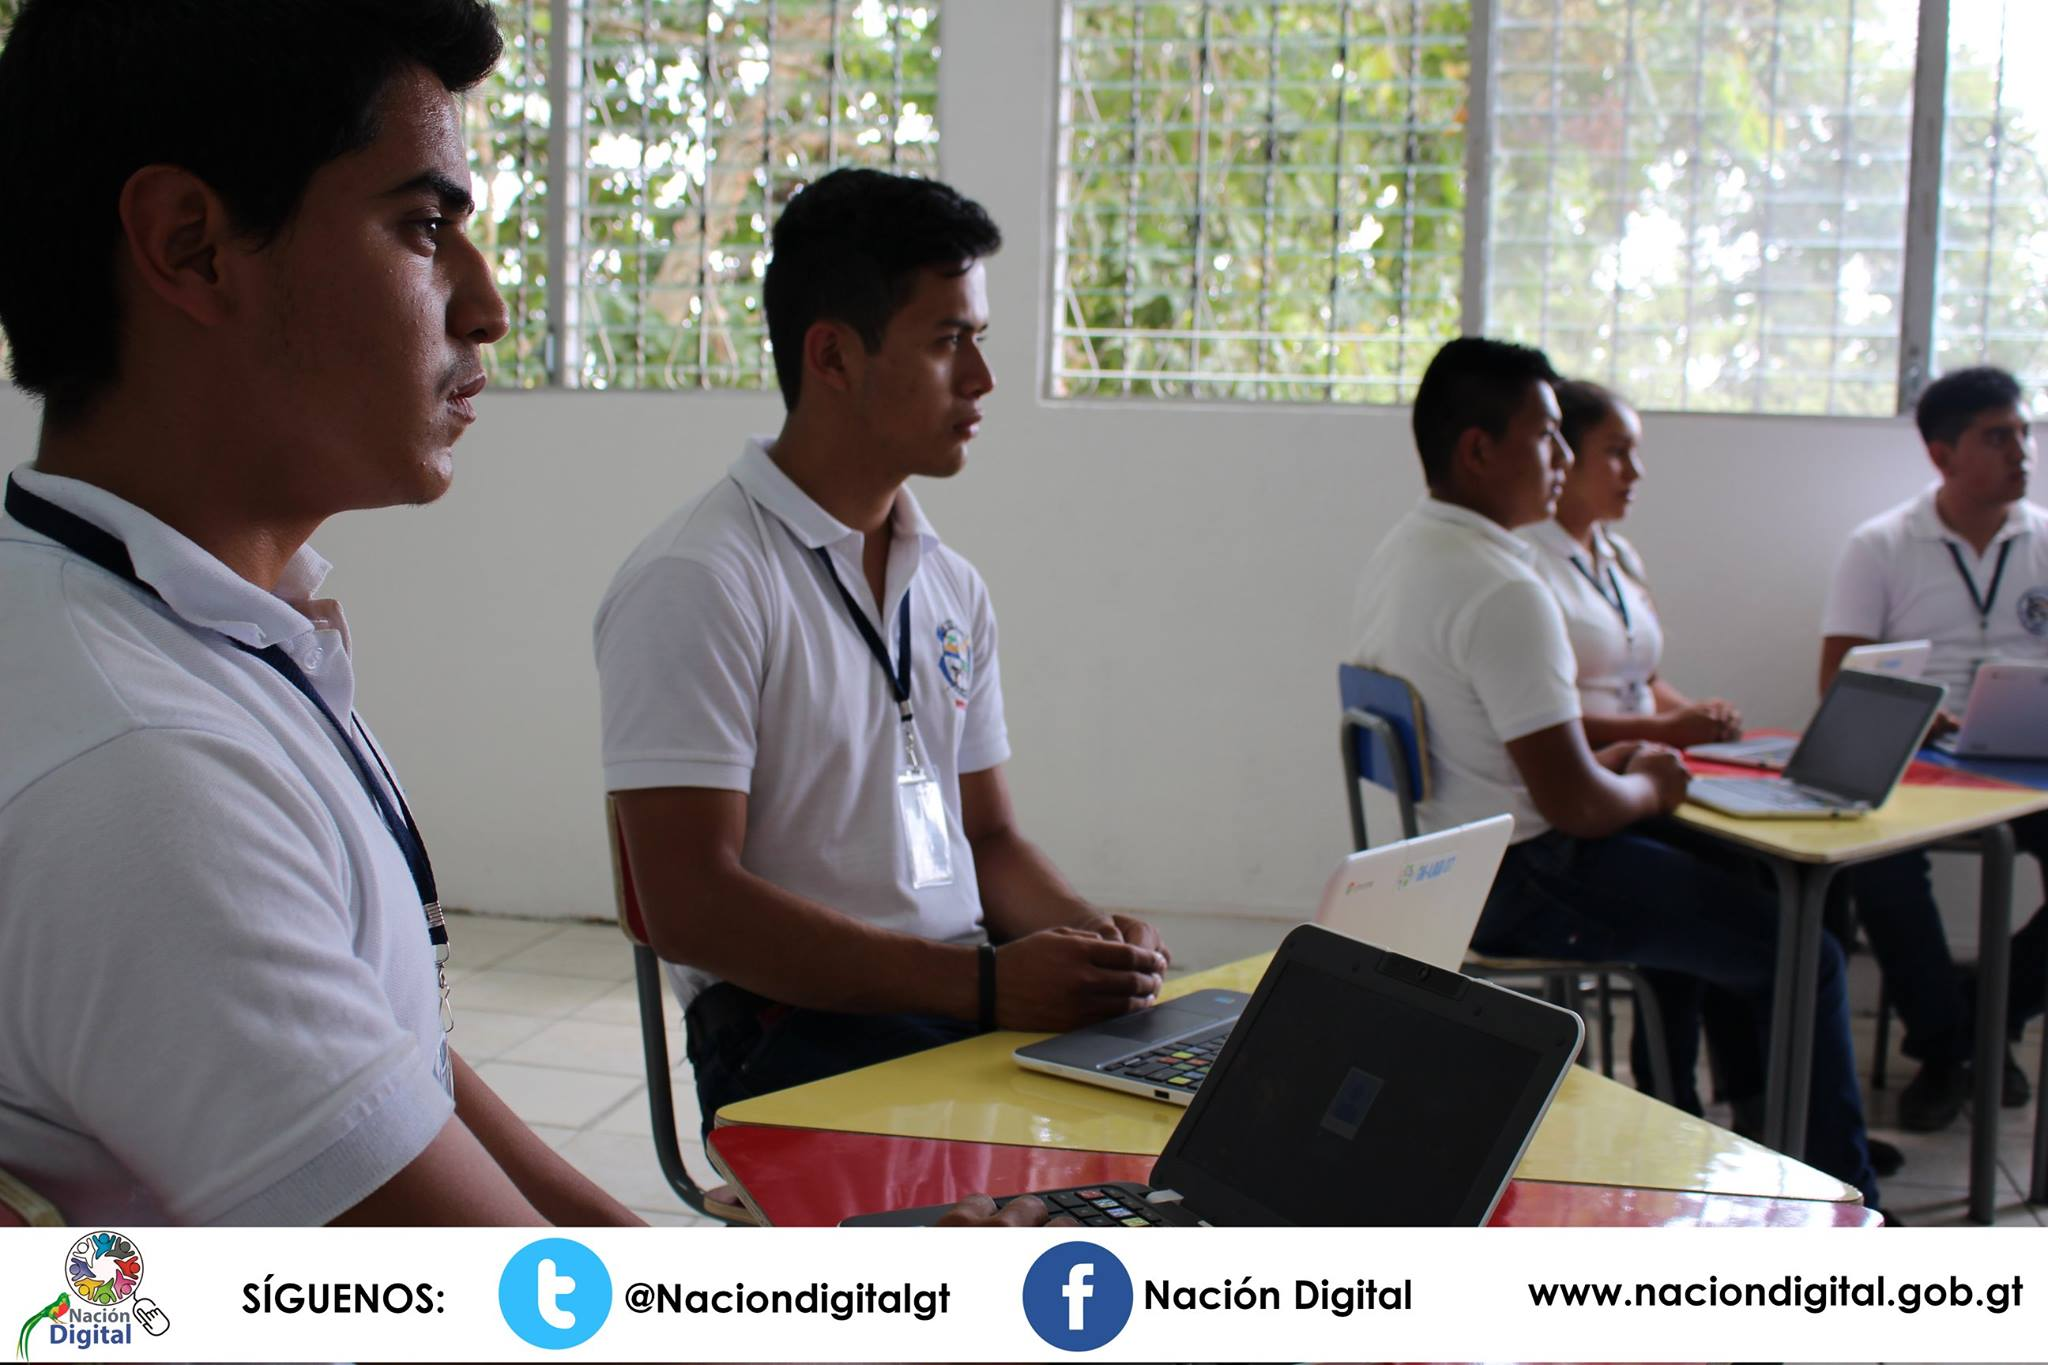 Nación
Digital
SÍGUENOS:
@Naciondigitalgt
Nación Digital
www.naciondigital.gob.gt